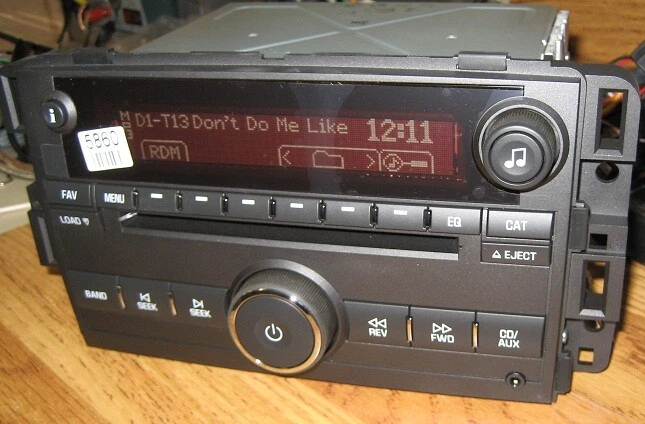 i
MP3
D1-T13 Don't Do Me Like
12:11
5860
RDM
< >
FAV
MENU
EQ
CAT
LOAD
EJECT
BAND
SEEK
SEEK
REV
FWD
CD/
AUX